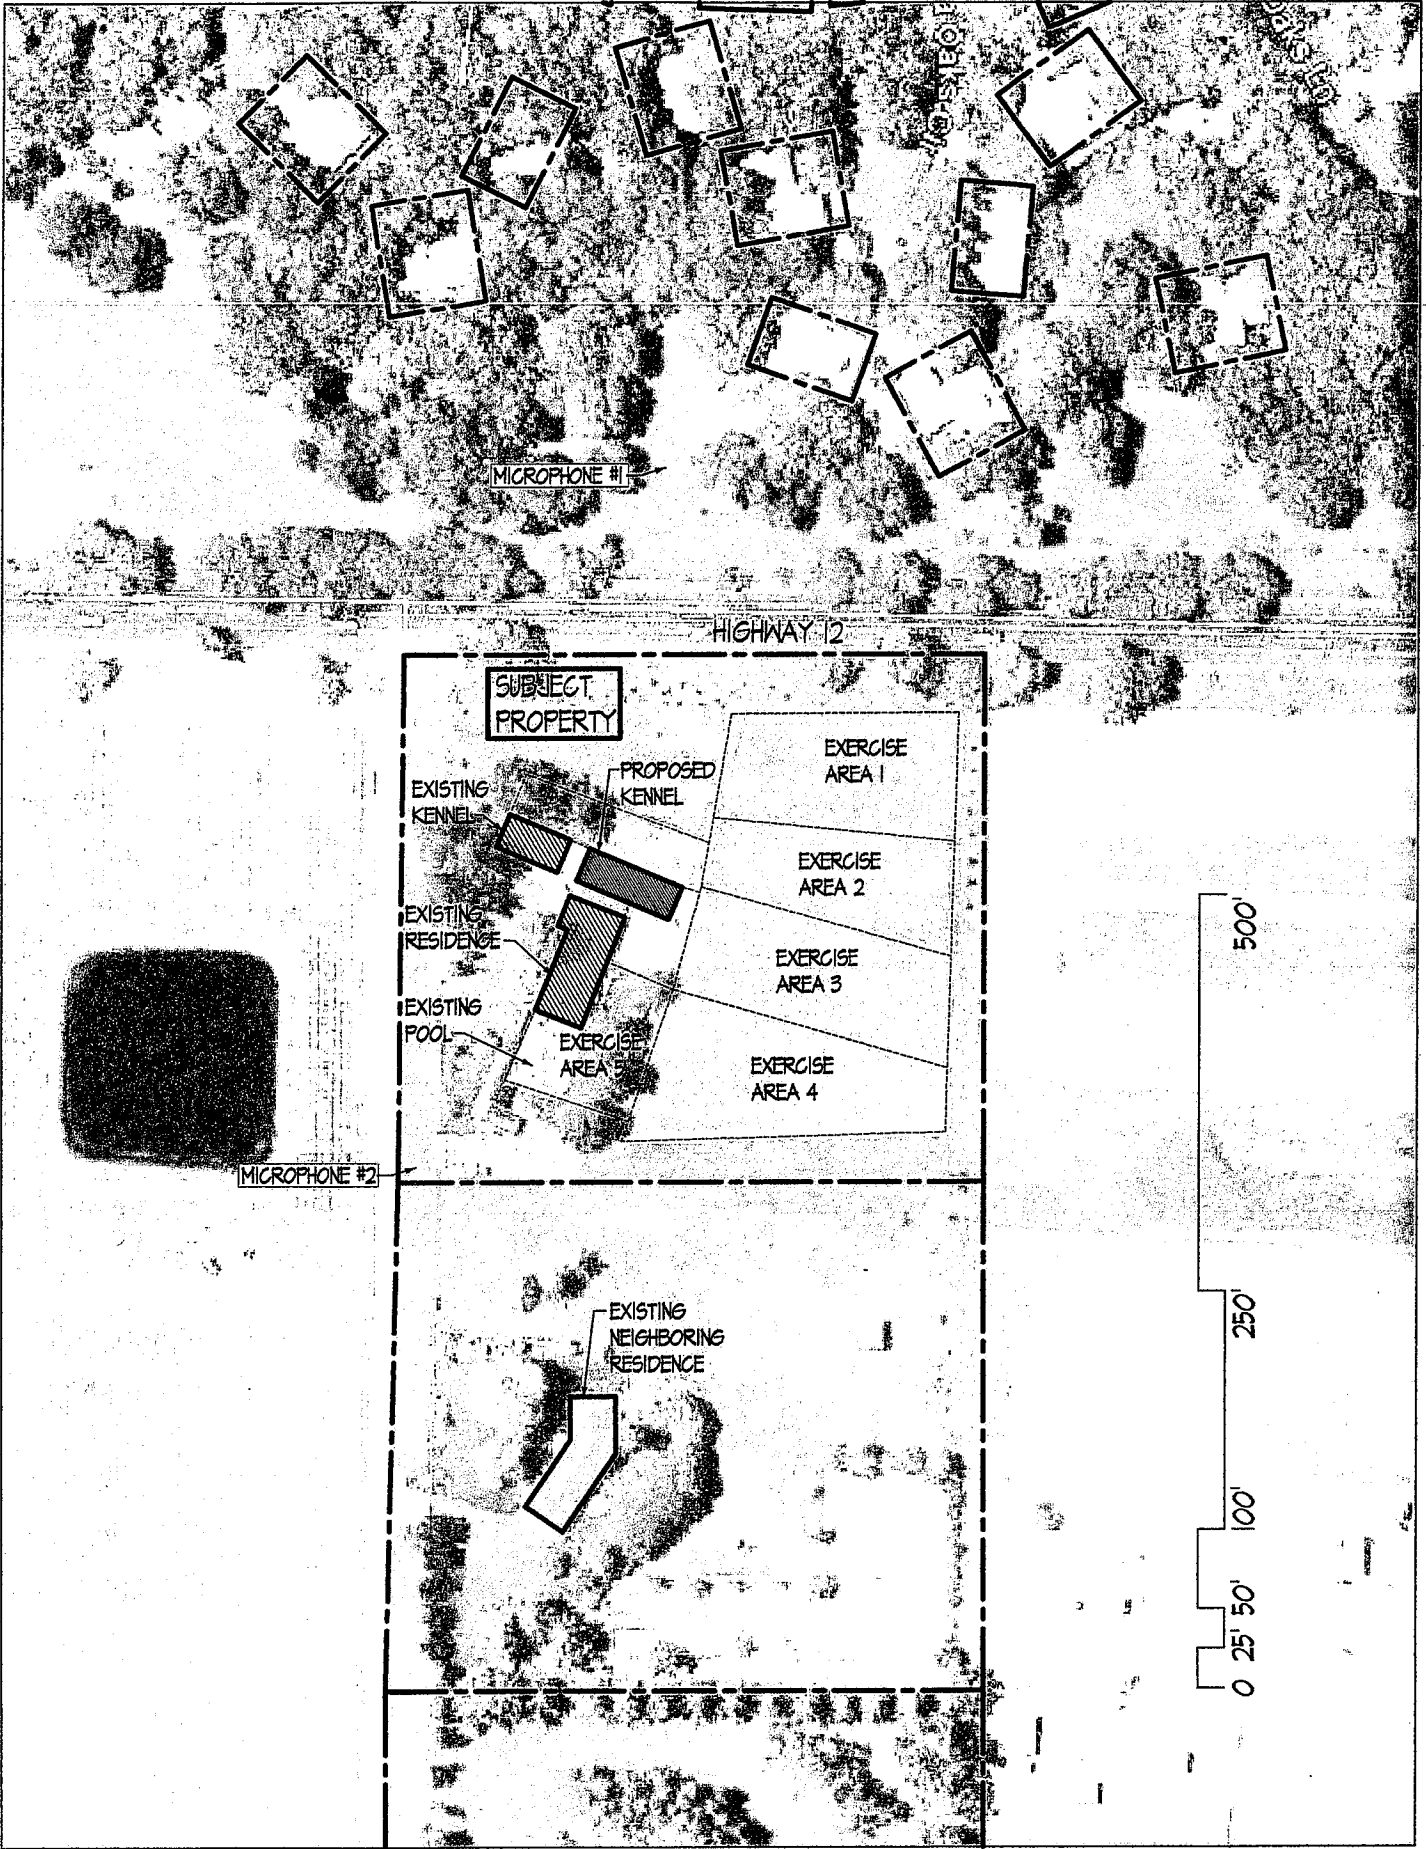 MICROPHONE #1
HIGHWAY 12
SUBJECT
PROPERTY
EXERCISE
AREA 1
PROPOSED
KENNEL
EXISTING
KENNEL
EXERCISE
AREA 2
EXISTING
RESIDENCE
EXERCISE
AREA 3
EXISTING
POOL
EXERCISE
AREA 5
EXERCISE
AREA 4
MICROPHONE #2
EXISTING
NEIGHBORING
RESIDENCE
500'
250'
100'
50'
25'
0